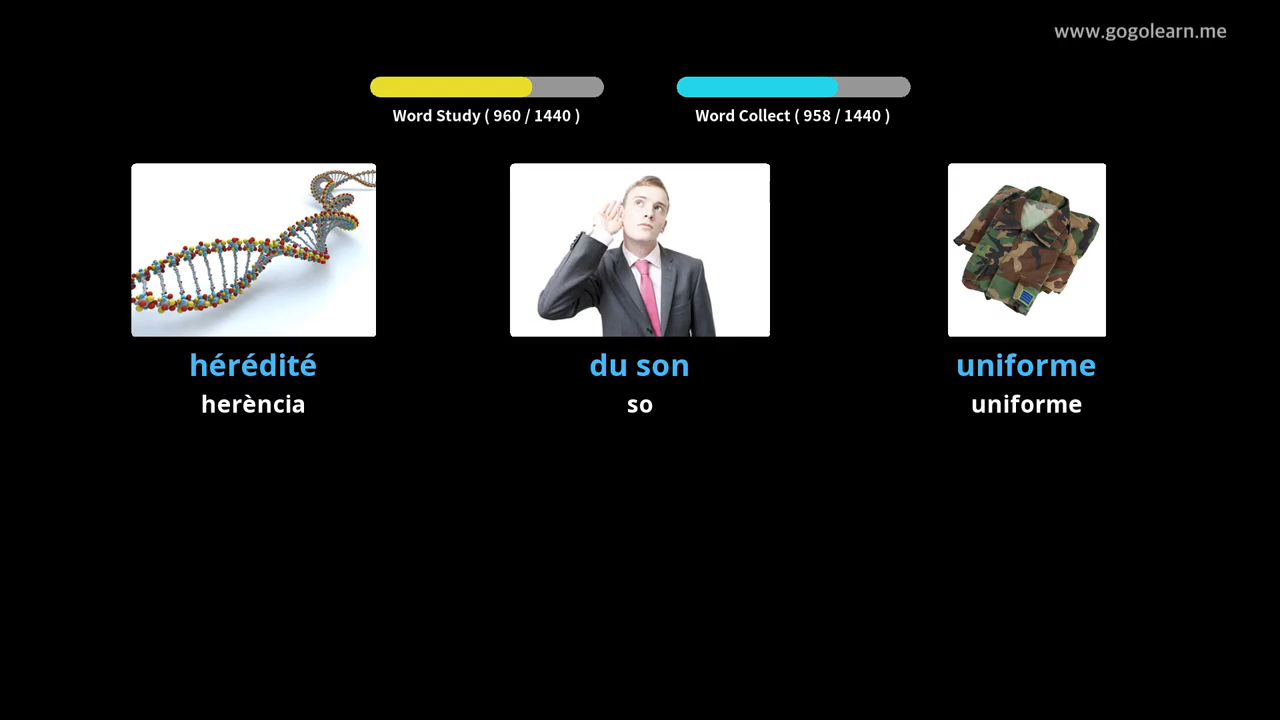 www.gogolearn.me
Word Study ( 960 / 1440 )
Word Collect ( 958 / 1440 )
hérédité
herència
du son
so
uniforme
uniforme